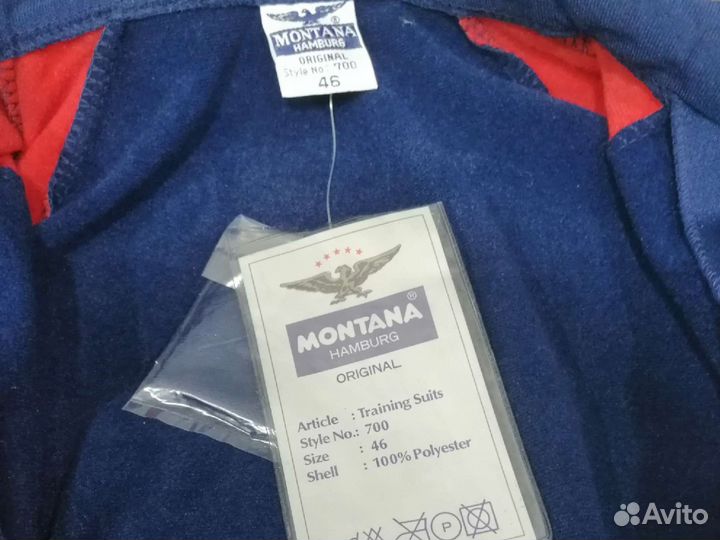 MONTANA ®
HAMBURG
ORIGINAL
Style No: 700
46
MONTANA ®
HAMBURG
ORIGINAL
Article : Training Suits
Style No.: 700
Size : 46
Shell : 100% Polyester
P
Avito